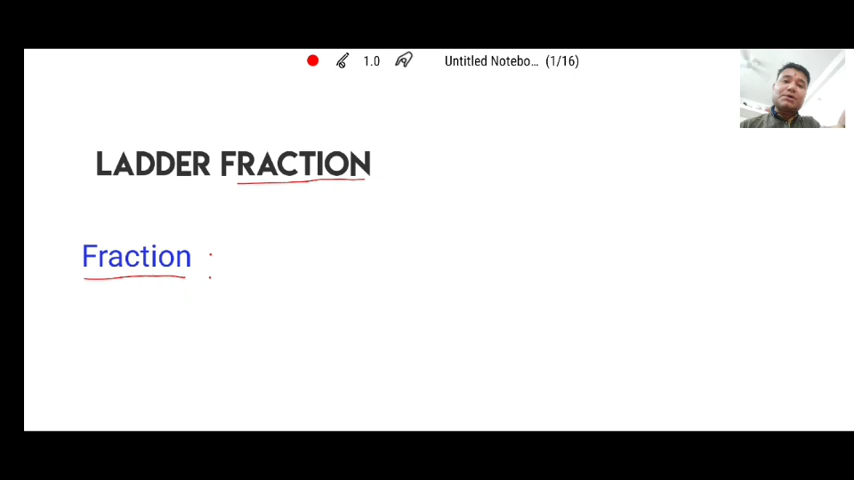 1.0 Untitled Notebo... (1/16)
LADDER FRACTION
Fraction :